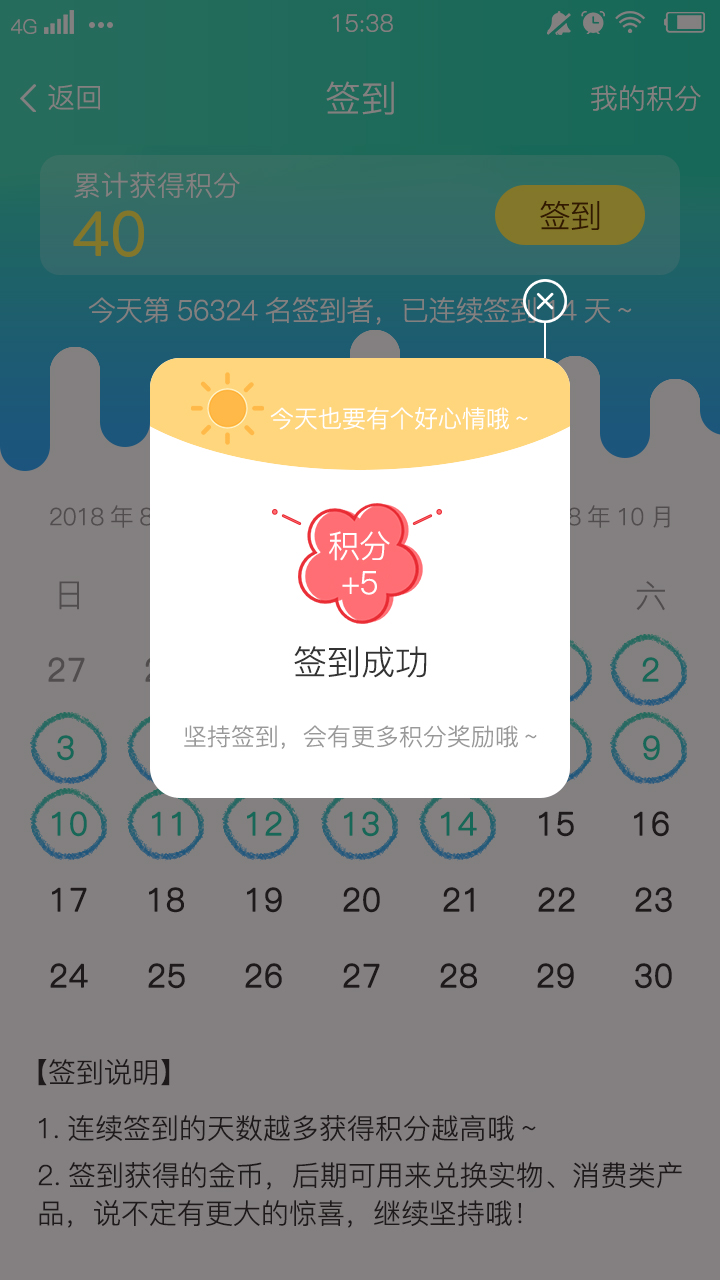 4G
15:38
返回
签到
我的积分
累计获得积分
40
签到
今天第 56324 名签到者，已连续签到14 天 ~
今天也要有个好心情哦 ~
2018 年 8
8 年 10 月
积分
+5
日
六
签到成功
27
2
3
坚持签到，会有更多积分奖励哦 ~
9
10 11 12 13 14 15 16
17 18 19 20 21 22 23
24 25 26 27 28 29 30
【签到说明】
1. 连续签到的天数越多获得积分越高哦 ~
2. 签到获得的金币，后期可用来兑换实物、消费类产
品，说不定有更大的惊喜，继续坚持哦！